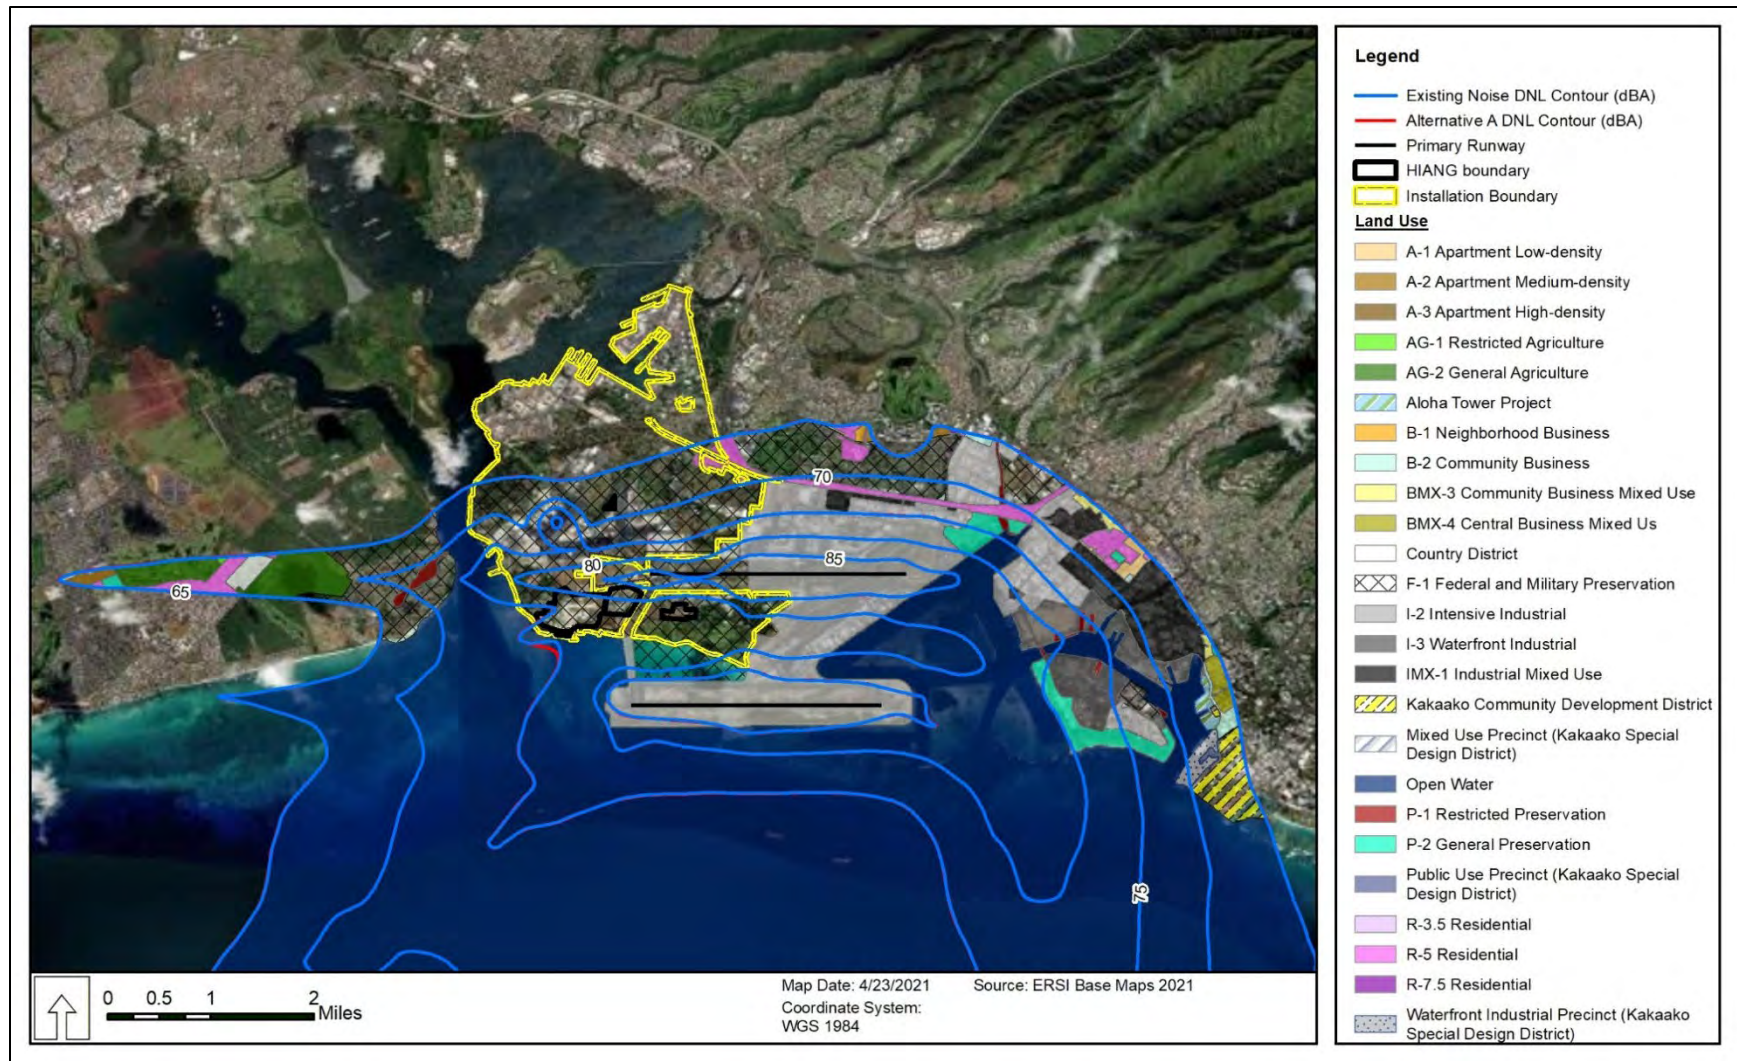 70
85
80
65
75
0 0.5 1 2
Miles
Map Date: 4/23/2021
Source: ERSI Base Maps 2021
Coordinate System:
WGS 1984
Legend
Existing Noise DNL Contour (dBA)
Alternative A DNL Contour (dBA)
Primary Runway
HIANG boundary
Installation Boundary
Land Use
A-1 Apartment Low-density
A-2 Apartment Medium-density
A-3 Apartment High-density
AG-1 Restricted Agriculture
AG-2 General Agriculture
Aloha Tower Project
B-1 Neighborhood Business
B-2 Community Business
BMX-3 Community Business Mixed Use
BMX-4 Central Business Mixed Us
Country District
F-1 Federal and Military Preservation
I-2 Intensive Industrial
I-3 Waterfront Industrial
IMX-1 Industrial Mixed Use
Kakaako Community Development District
Mixed Use Precinct (Kakaako Special
Design District)
Open Water
P-1 Restricted Preservation
P-2 General Preservation
Public Use Precinct (Kakaako Special
Design District)
R-3.5 Residential
R-5 Residential
R-7.5 Residential
Waterfront Industrial Precinct (Kakaako
Special Design District)